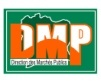 DMP
Direction des Marchés Publics